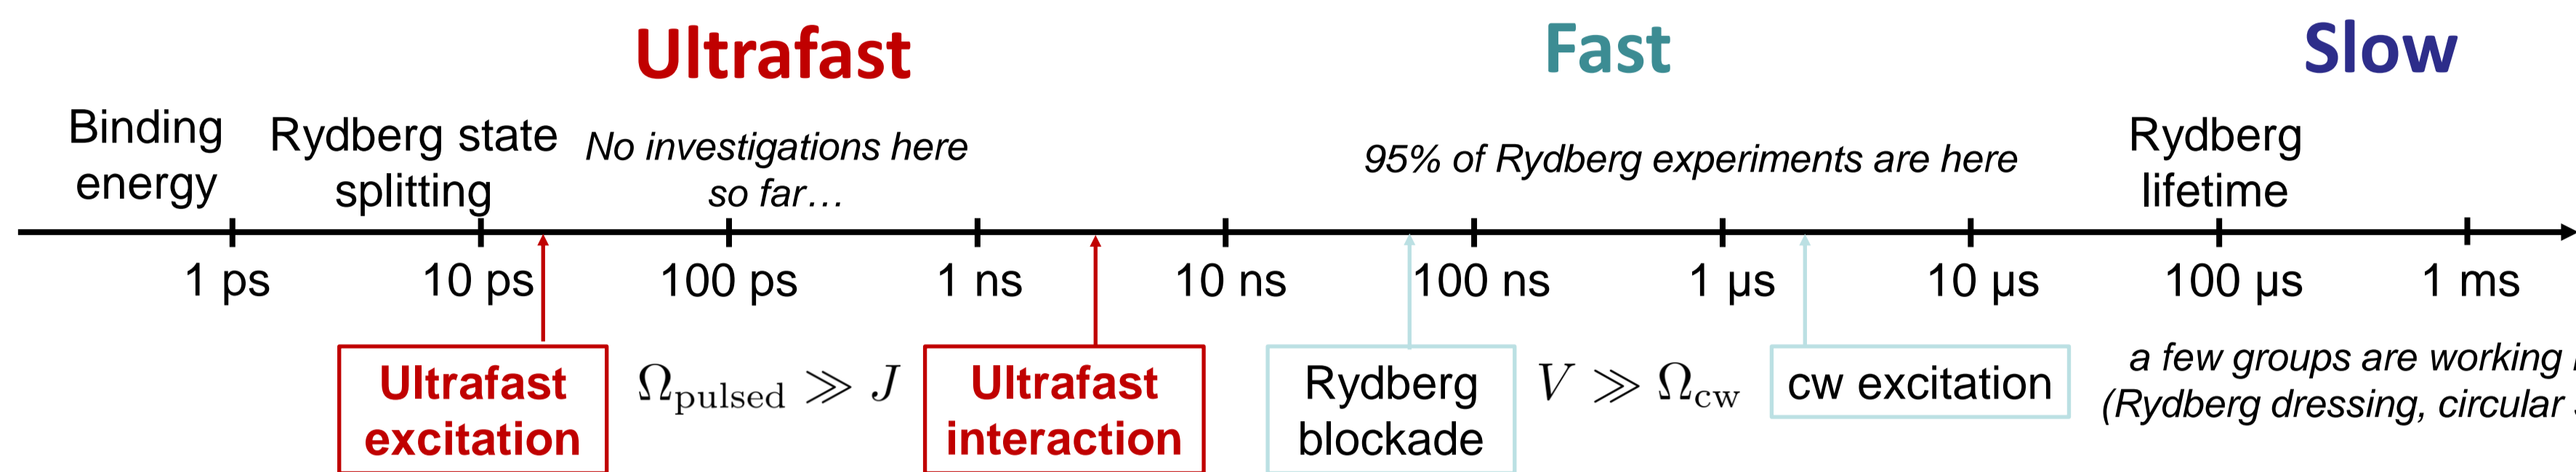 Ultrafast
Fast
Slow
Binding
energy
Rydberg state
splitting
No investigations here
so far…
95% of Rydberg experiments are here
Rydberg
lifetime
1 ps
10 ps
100 ps
1 ns
10 ns
100 ns
1 µs
10 µs
100 µs
1 ms
Ultrafast
excitation
Ω_pulsed ≫ J
Ultrafast
interaction
Rydberg
blockade
V ≫ Ω_cw
cw excitation
a few groups are working
(Rydberg dressing, circular